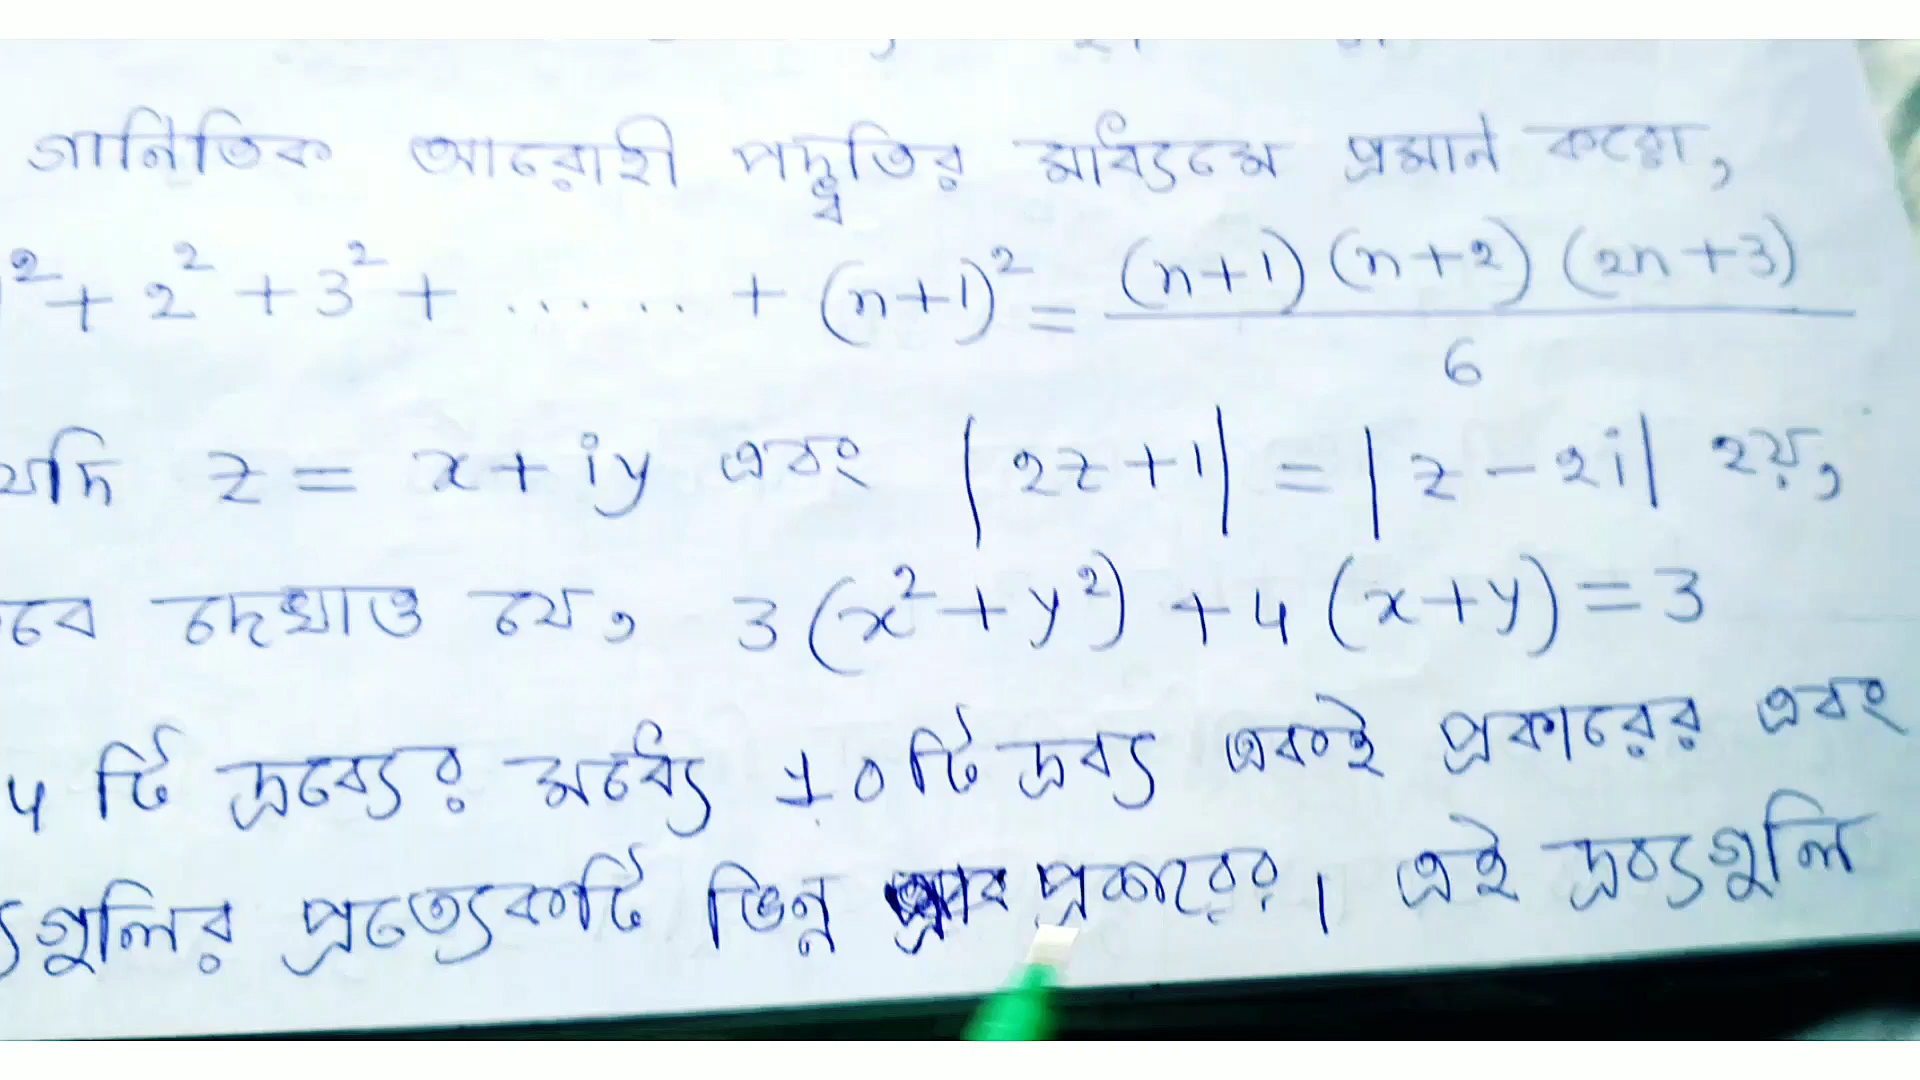 গানিতিক আরোহী পদ্ধতির মাধ্যমে প্রমান করো,
² + 2² + 3² + ...... + (n+1)² = (n+1) (n+2) (2n+3) / 6
যদি z = x + iy এবং |2z+1| = |z-2i| হয়,
বে দেখাও যে, 3(x²+y²) + 4(x+y) = 3
4 টি দ্রব্যের মধ্যে 10 টি দ্রব্য একই প্রকারের এবং
গুলির প্রত্যেকটি ভিন্ন প্রকারের। এই দ্রব্যগুলি